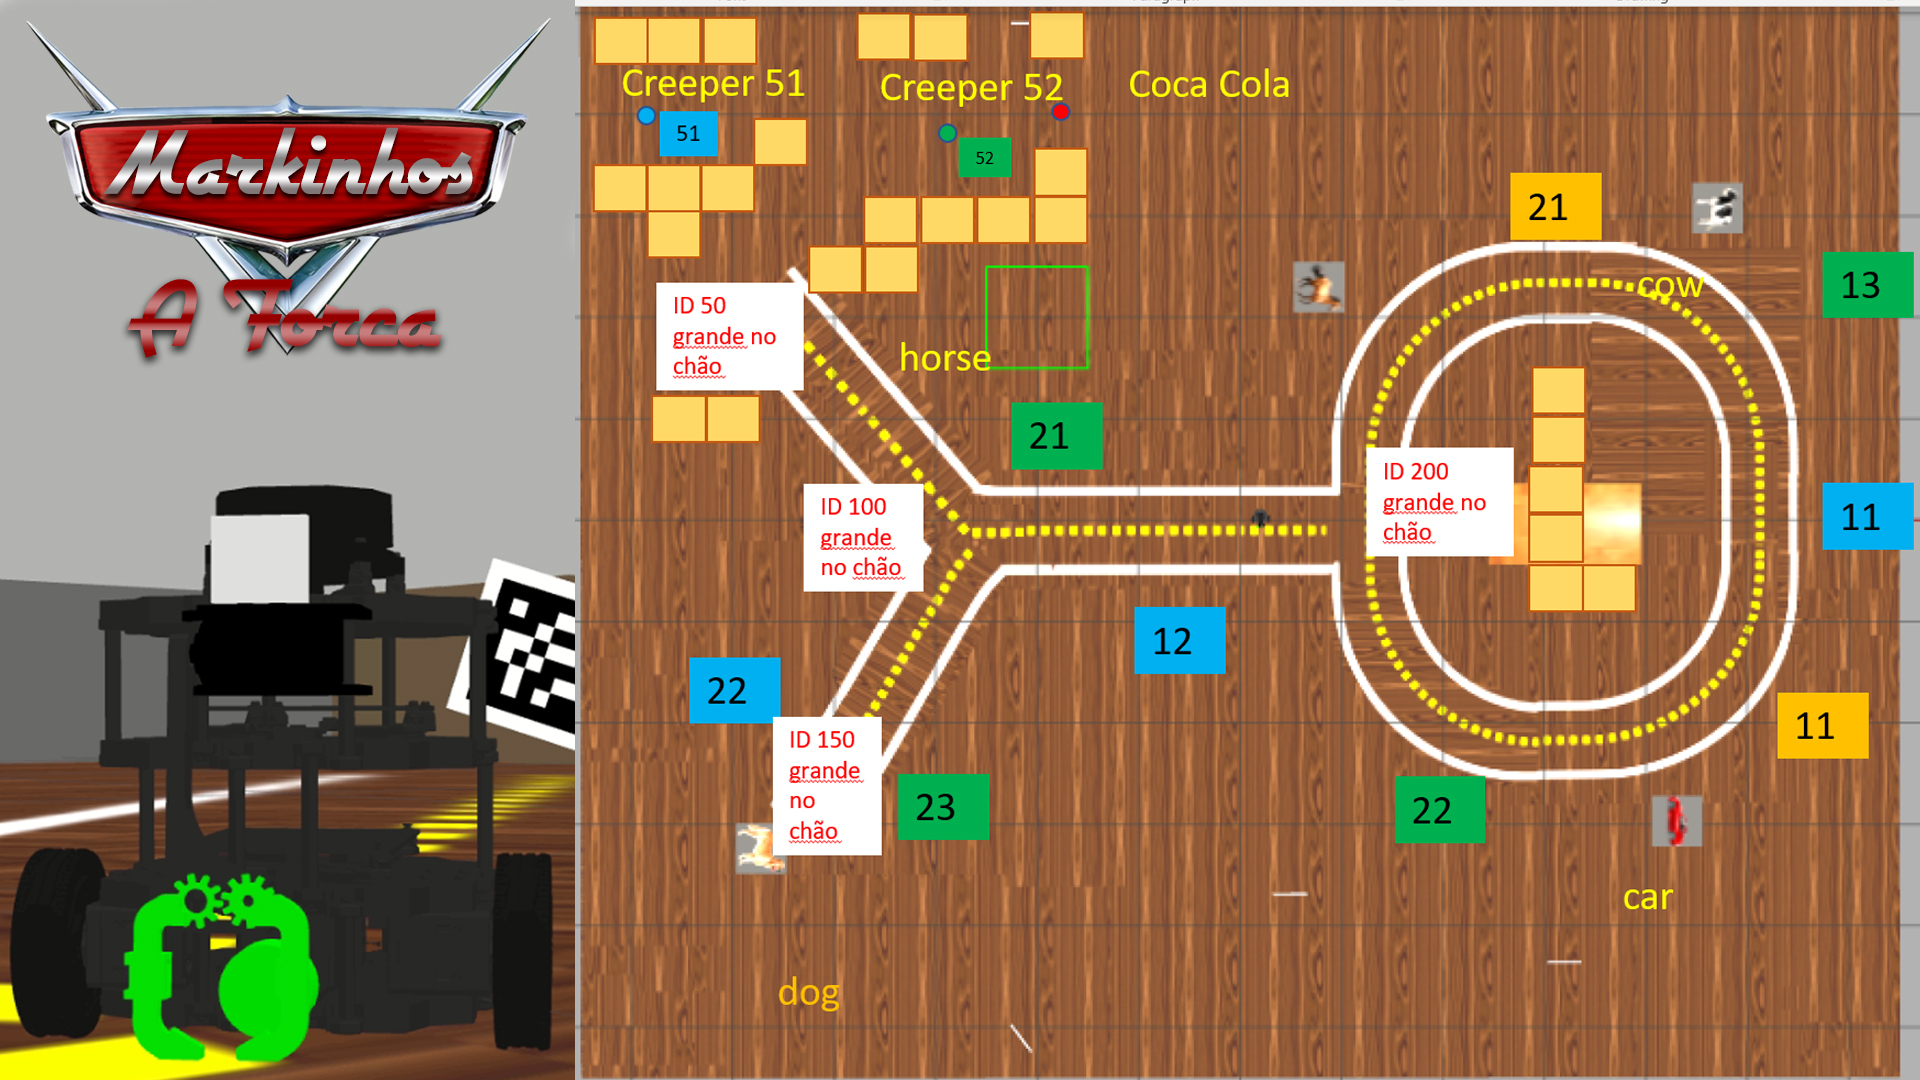 Markinhos
A Forca
Creeper 51
Creeper 52
Coca Cola
51
52
21
cow
13
ID 50
grande no
chão
horse
21
ID 200
grande no
chão
ID 100
grande
no chão
11
12
22
11
ID 150
grande
no
chão
23
22
car
dog